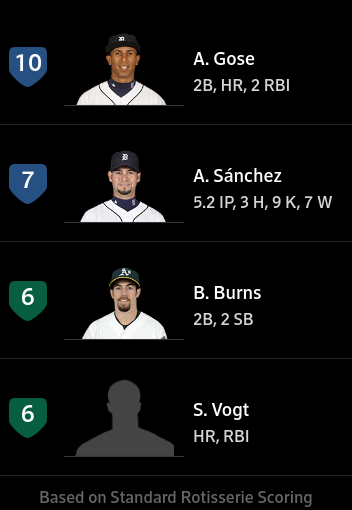 10
A. Gose
2B, HR, 2 RBI
7
A. Sánchez
5.2 IP, 3 H, 9 K, 7 W
6
B. Burns
2B, 2 SB
6
S. Vogt
HR, RBI
Based on Standard Rotisserie Scoring